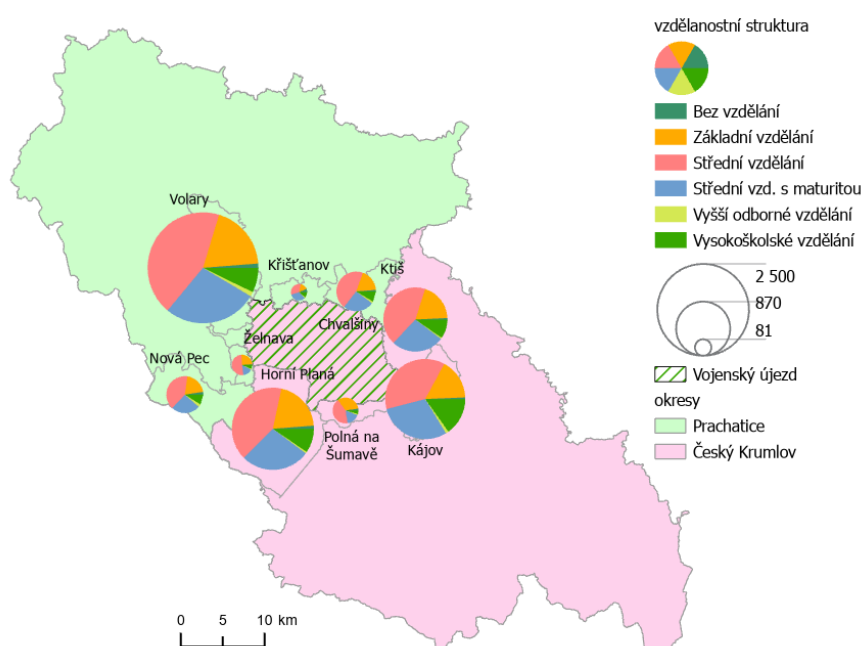 vzdělanostní struktura
Bez vzdělání
Základní vzdělání
Střední vzdělání
Střední vzd. s maturitou
Vyšší odborné vzdělání
Vysokoškolské vzdělání
2 500
870
81
Vojenský újezd
okresy
Prachatice
Český Krumlov
Volary
Křišťanov
Ktiš
Chvalšiny
Želnava
Nová Pec
Horní Planá
Polná na
Šumavě
Kájov
0 5 10 km